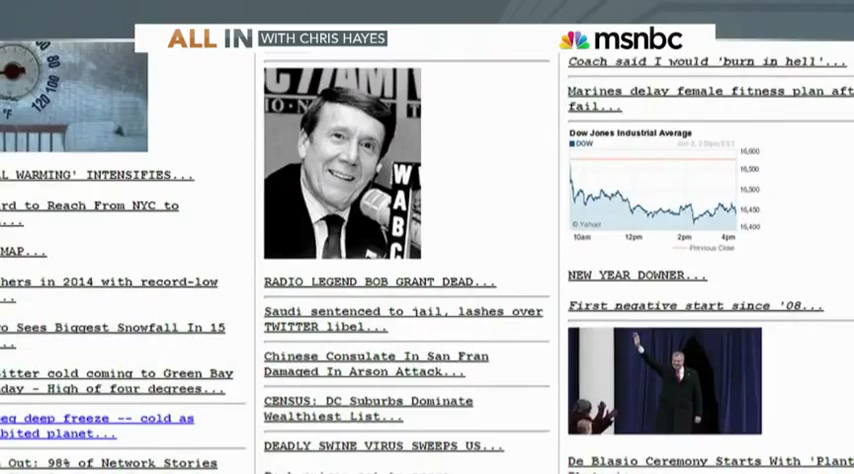 ALL IN WITH CHRIS HAYES
msnbc
80
100
120
°F
L WARMING' INTENSIFIES...
rd to Reach From NYC to
...
MAP...
hers in 2014 with record-low
...
o Sees Biggest Snowfall In 15
...
itter cold coming to Green Bay
day - High of four degrees...
eg deep freeze -- cold as
bited planet...
Out: 98% of Network Stories
C77AM
ION
WABC
RADIO LEGEND BOB GRANT DEAD...
Saudi sentenced to jail, lashes over
TWITTER libel...
Chinese Consulate In San Fran
Damaged In Arson Attack...
CENSUS: DC Suburbs Dominate
Wealthiest List...
DEADLY SWINE VIRUS SWEEPS US...
Coach said I would 'burn in hell'...
Marines delay female fitness plan aft
fail...
Dow Jones Industrial Average
DOW
16,600
16,550
16,500
16,450
16,400
© Yahoo!
10am 12pm 2pm 4pm
Previous Close
NEW YEAR DOWNER...
First negative start since '08...
De Blasio Ceremony Starts With 'Plant